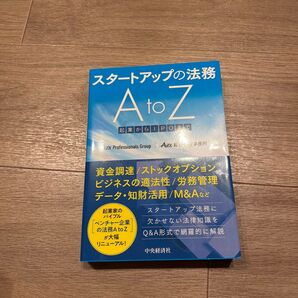 スタートアップの法務
A to Z
起業からIPOまで
Professionals Group
資金調達/ストックオプション
ビジネスの適法性/労務管理
データ・知財活用/M&Aなど
起業家の
バイブル
「ベンチャー企業
の法務AtoZ」
が大幅
リニューアル!
スタートアップ法務に
欠かせない法律知識を
Q&A形式で網羅的に解説
中央経済社